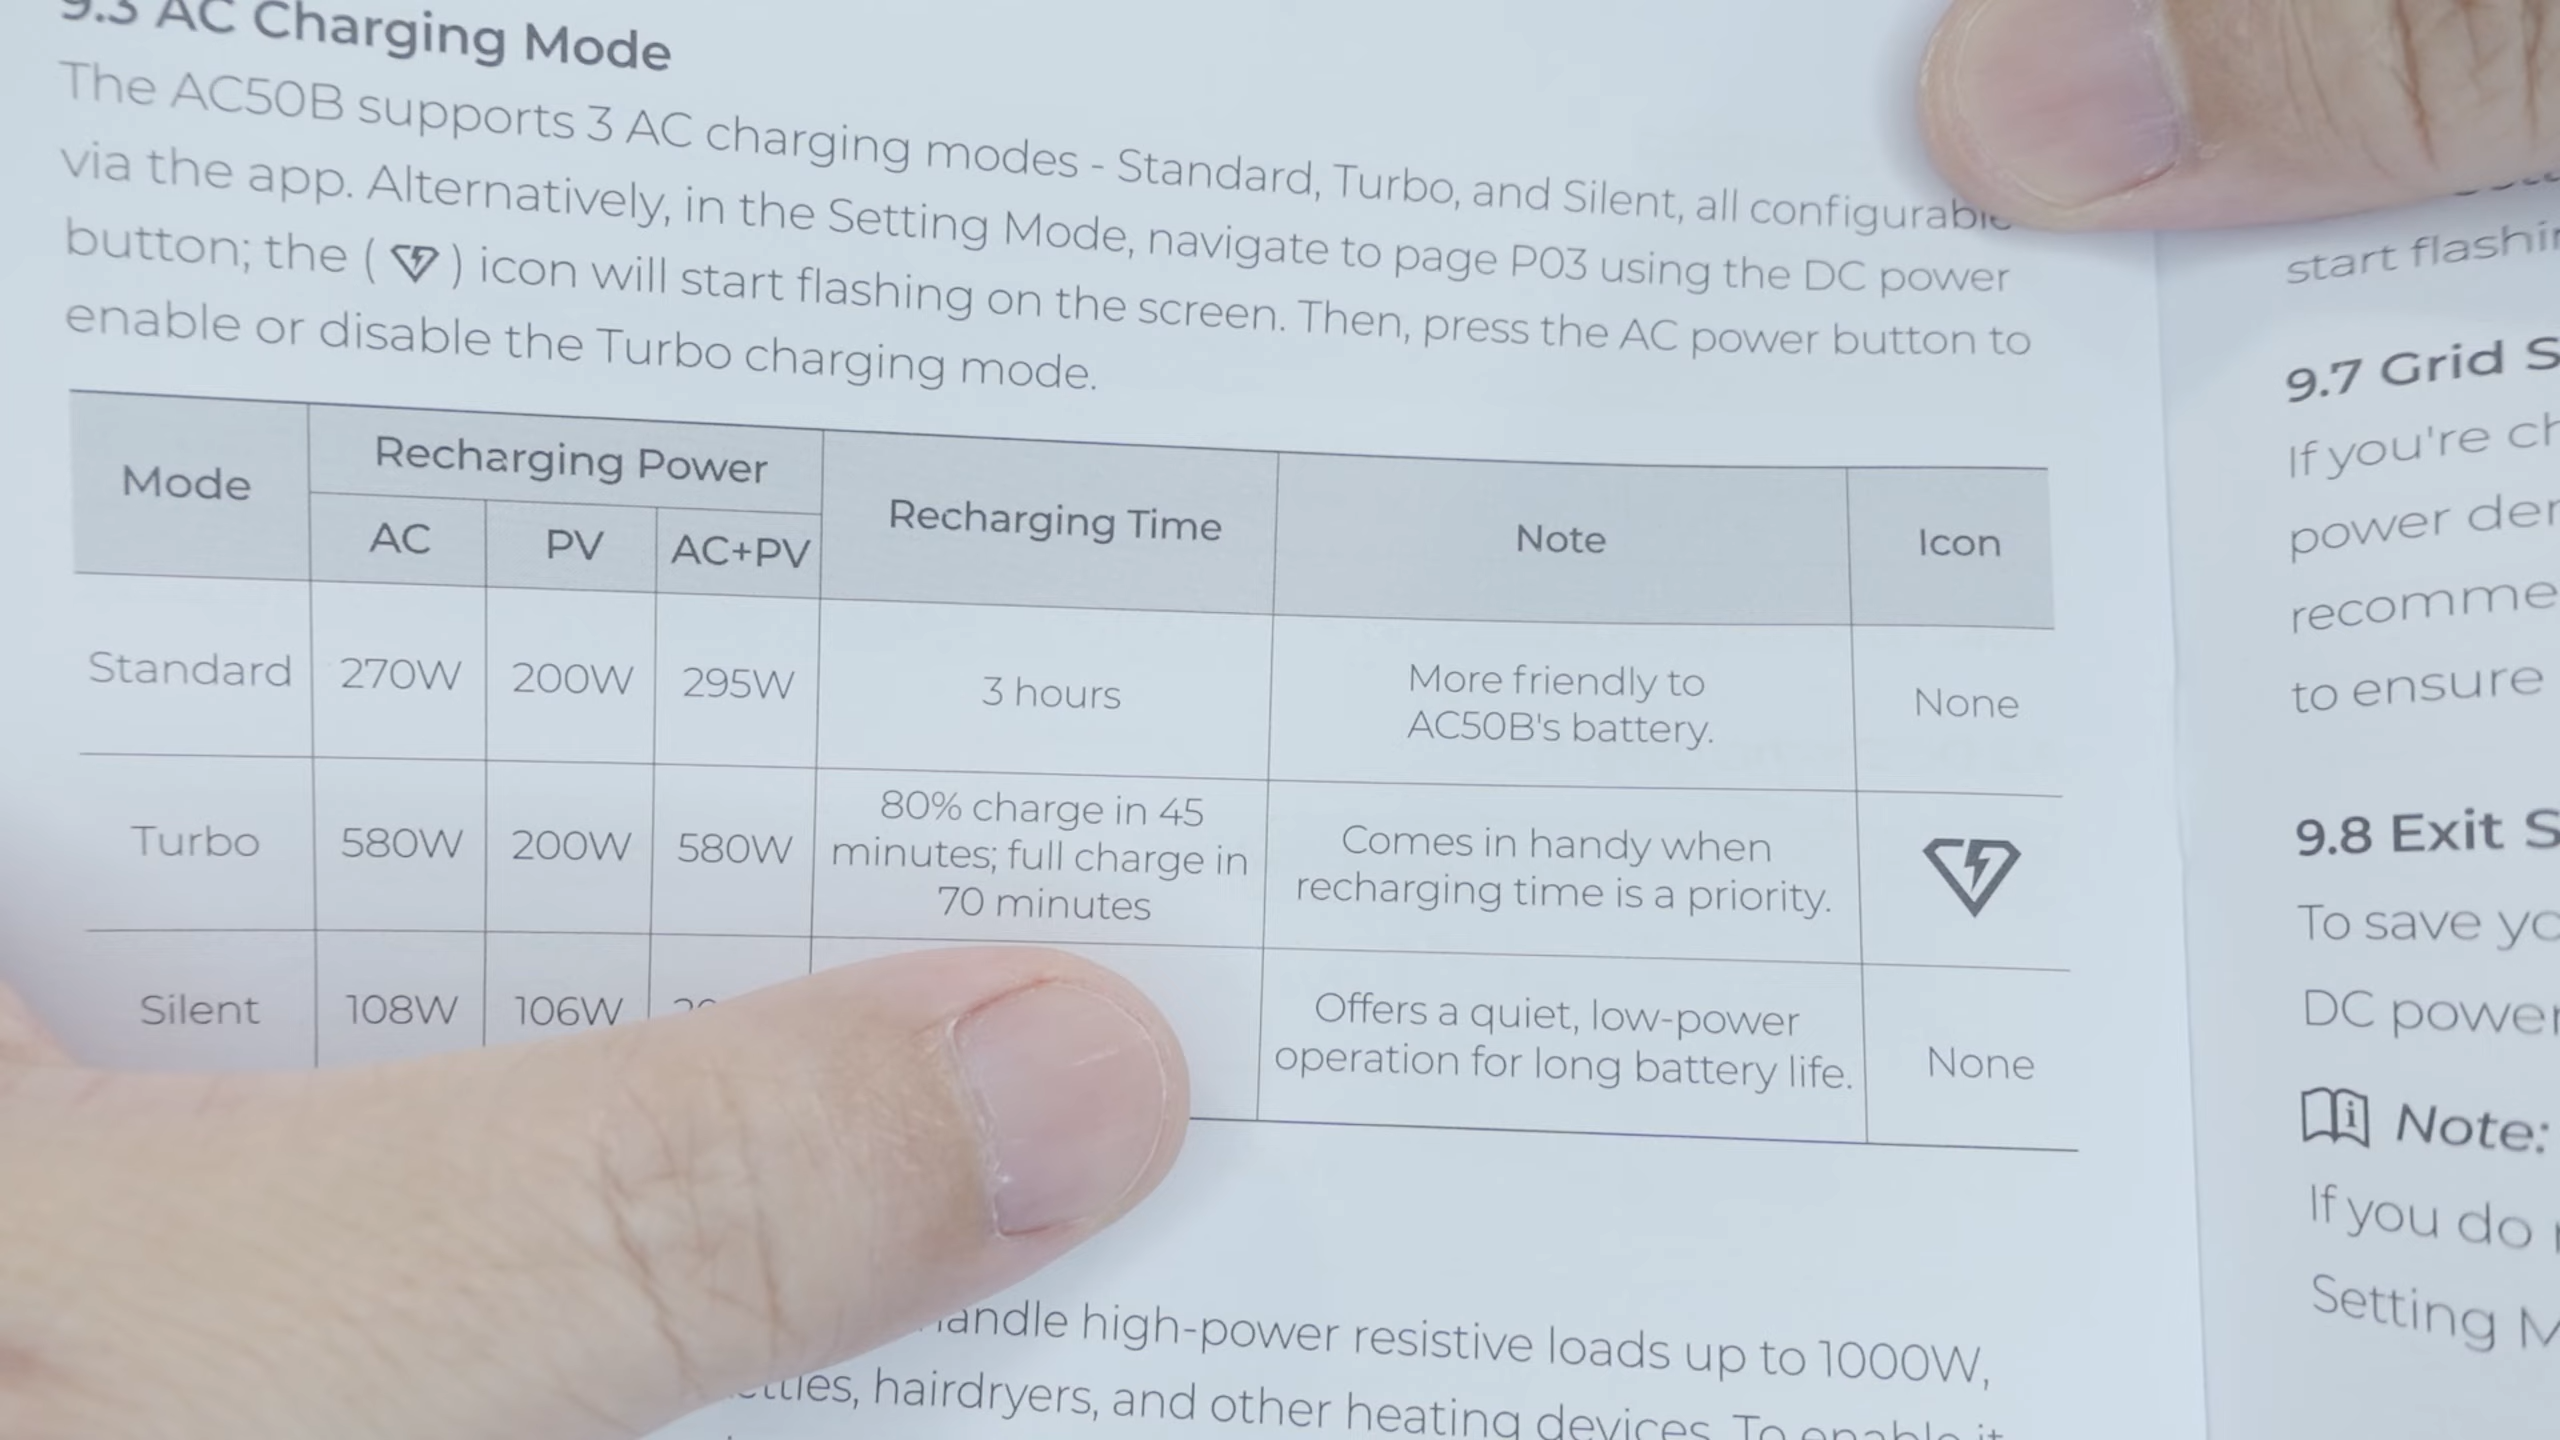 9.3 AC Charging Mode
The AC50B supports 3 AC charging modes - Standard, Turbo, and Silent, all configurable
via the app. Alternatively, in the Setting Mode, navigate to page P03 using the DC power
button; the ( ) icon will start flashing on the screen. Then, press the AC power button to
enable or disable the Turbo charging mode.
Mode Recharging Power Recharging Time Note Icon
AC PV AC+PV
Standard 270W 200W 295W 3 hours More friendly to
AC50B's battery. None
Turbo 580W 200W 580W 80% charge in 45
minutes; full charge in
70 minutes
Comes in handy when
recharging time is a priority.
Silent 108W 106W
Offers a quiet, low-power
operation for long battery life. None
handle high-power resistive loads up to 1000W,
hairdryers, and other heating devices. To enable it
start
9.7 Grid
If you're
power
to ensure
9.8 Exit
To save
DC power
Note:
If you do
Setting